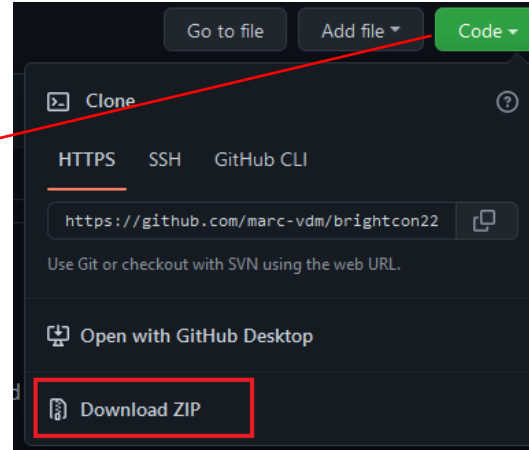 Go to file Add file Code
Clone
HTTPS SSH GitHub CLI
https://github.com/marc-vdm/brightcon22
Use Git or checkout with SVN using the web URL.
Open with GitHub Desktop
Download ZIP
d